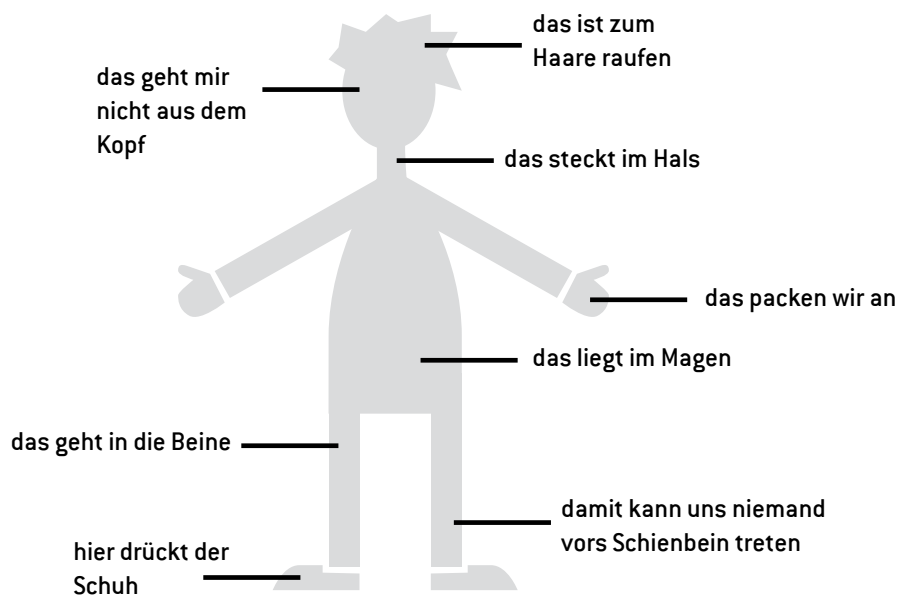 das ist zum
Haare raufen
das geht mir
nicht aus dem
Kopf
das steckt im Hals
das packen wir an
das liegt im Magen
das geht in die Beine
damit kann uns niemand
vors Schienbein treten
hier drückt der
Schuh